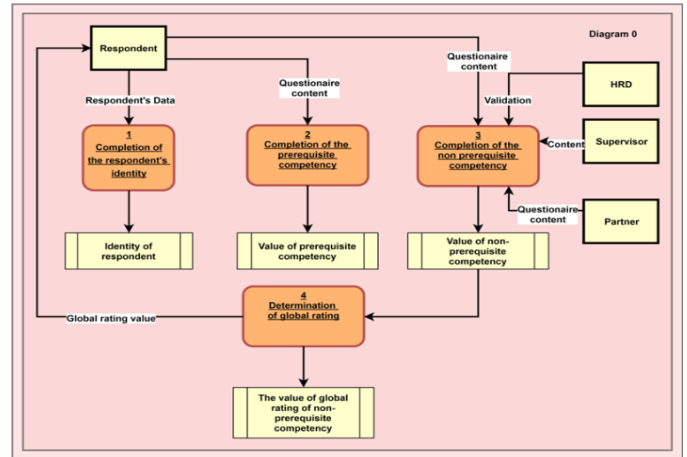 Diagram 0
Respondent
HRD
Supervisor
Partner
Respondent's Data
Questionaire
content
Questionaire
content
Validation
Content
Questionaire
content
1
Completion of
the respondent's
identity
2
Completion of the
prerequisite
competency
3
Completion of the
non prerequisite
competency
Identity of
respondent
Value of prerequisite
competency
Value of non-
prerequisite
competency
4
Determination
of global rating
Global rating value
The value of global
rating of non-
prerequisite
competency